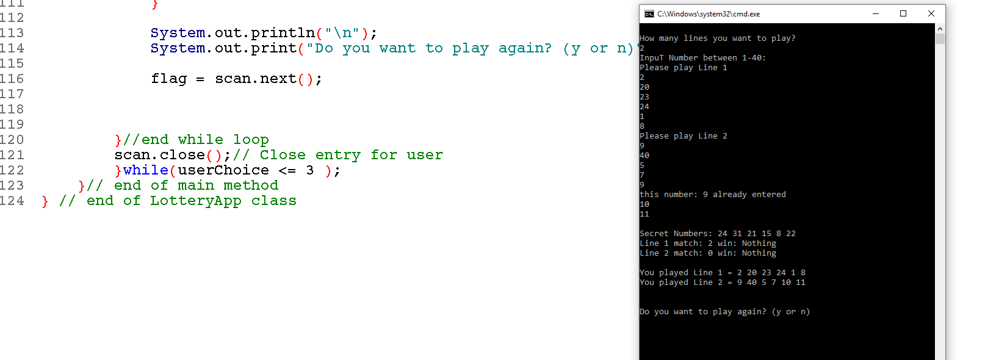 111 }
112
113 System.out.println("\n");
114 System.out.print("Do you want to play again? (y or n)"
115
116 flag = scan.next();
117
118
119
120 }//end while loop
121 scan.close();// Close entry for user
122 }while(userChoice <= 3 );
123 }// end of main method
124 } // end of LotteryApp class
C:\Windows\system32\cmd.exe
How many lines you want to play?
2
InpuT Number between 1-40:
Please play Line 1
2
20
23
24
1
8
Please play Line 2
9
40
5
7
9
this number: 9 already entered
10
11
Secret Numbers: 24 31 21 15 8 22
Line 1 match: 2 win: Nothing
Line 2 match: 0 win: Nothing
You played Line 1 = 2 20 23 24 1 8
You played Line 2 = 9 40 5 7 10 11
Do you want to play again? (y or n)